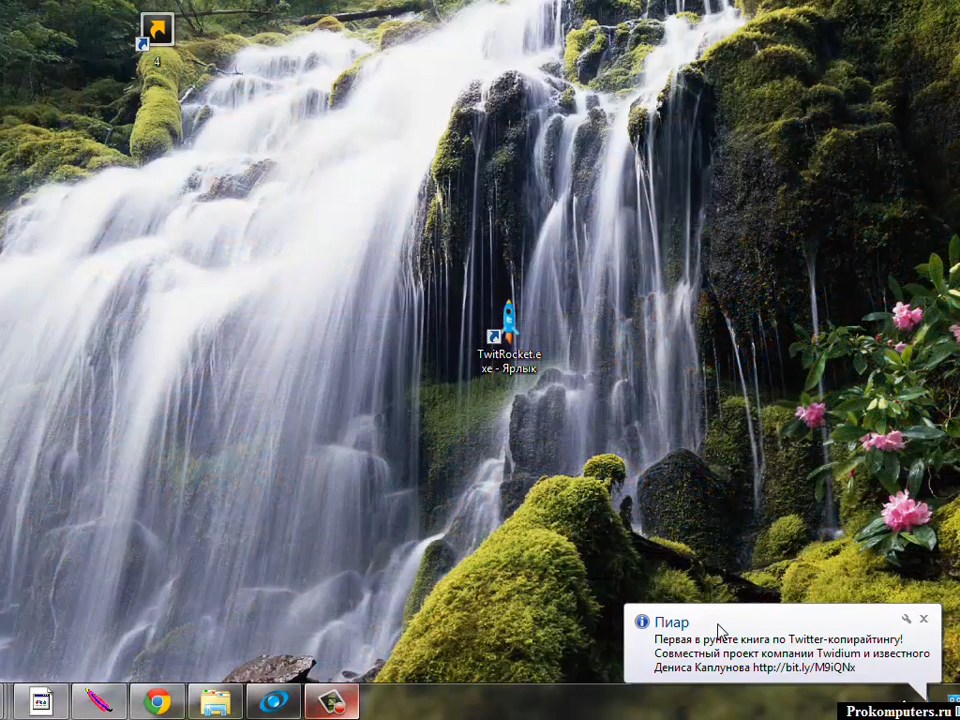 4
TwitRocket.e
xe - Ярлык
Пиар
Первая в рунете книга по Twitter-копирайтингу!
Совместный проект компании Twidium и известного
Дениса Каплунова http://bit.ly/M9iQNx
Prokomputers.ru